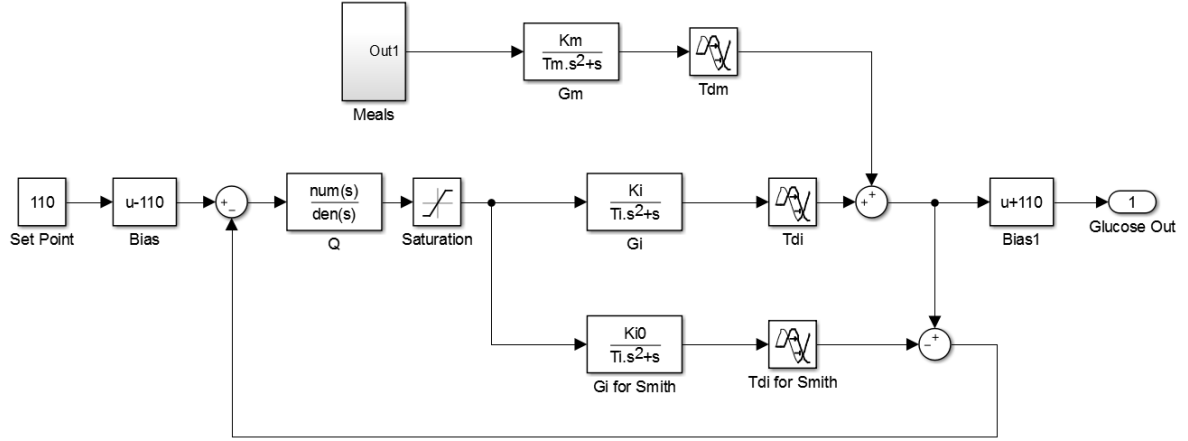 Out1
Meals
Km
Tm.s²+s
Gm
Tdm
110
Set Point
u-110
Bias
+
−
num(s)
den(s)
Q
Saturation
Ki
Ti.s²+s
Gi
Tdi
+
+
u+110
Bias1
1
Glucose Out
Ki0
Ti.s²+s
Gi for Smith
Tdi for Smith
−
+